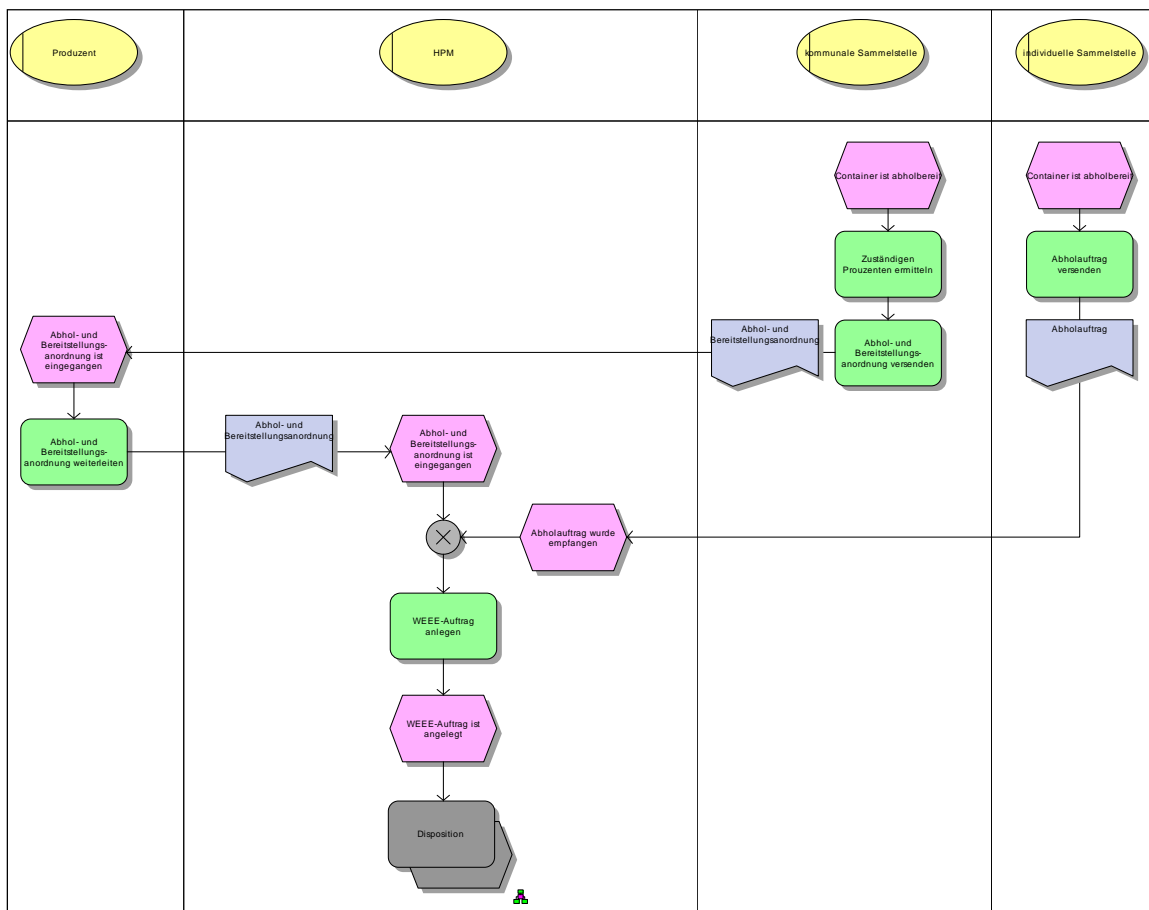 Produzent
HPM
kommunale Sammelstelle
individuelle Sammelstelle
Container ist abholbereit
Container ist abholbereit
Zuständigen
Prouzenten ermitteln
Abholauftrag
versenden
Abhol- und
Bereitstellungs-
anordnung ist
eingegangen
Abhol- und
Bereitstellungsanordnung
Abhol- und
Bereitstellungs-
anordnung versenden
Abholauftrag
Abhol- und
Bereitstellungs-
anordnung weiterleiten
Abhol- und
Bereitstellungsanordnung
Abhol- und
Bereitstellungs-
anordnung ist
eingegangen
Abholauftrag wurde
empfangen
WEEE-Auftrag
anlegen
WEEE-Auftrag ist
angelegt
Disposition